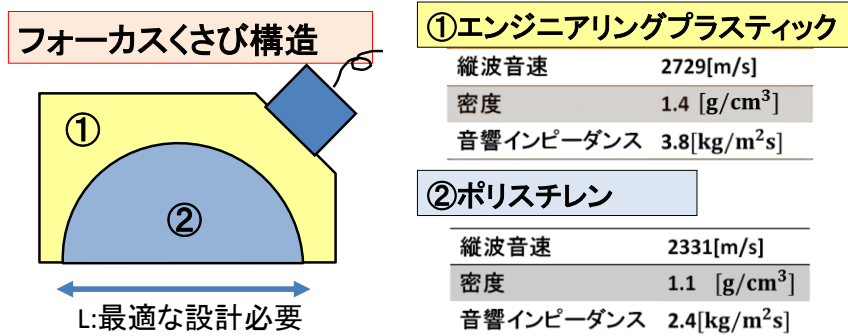 フォーカスくさび構造
①
②
L:最適な設計必要
①エンジニアリングプラスティック
縦波音速 2729[m/s]
密度 1.4 [g/cm³]
音響インピーダンス 3.8[kg/m²s]
②ポリスチレン
縦波音速 2331[m/s]
密度 1.1 [g/cm³]
音響インピーダンス 2.4[kg/m²s]